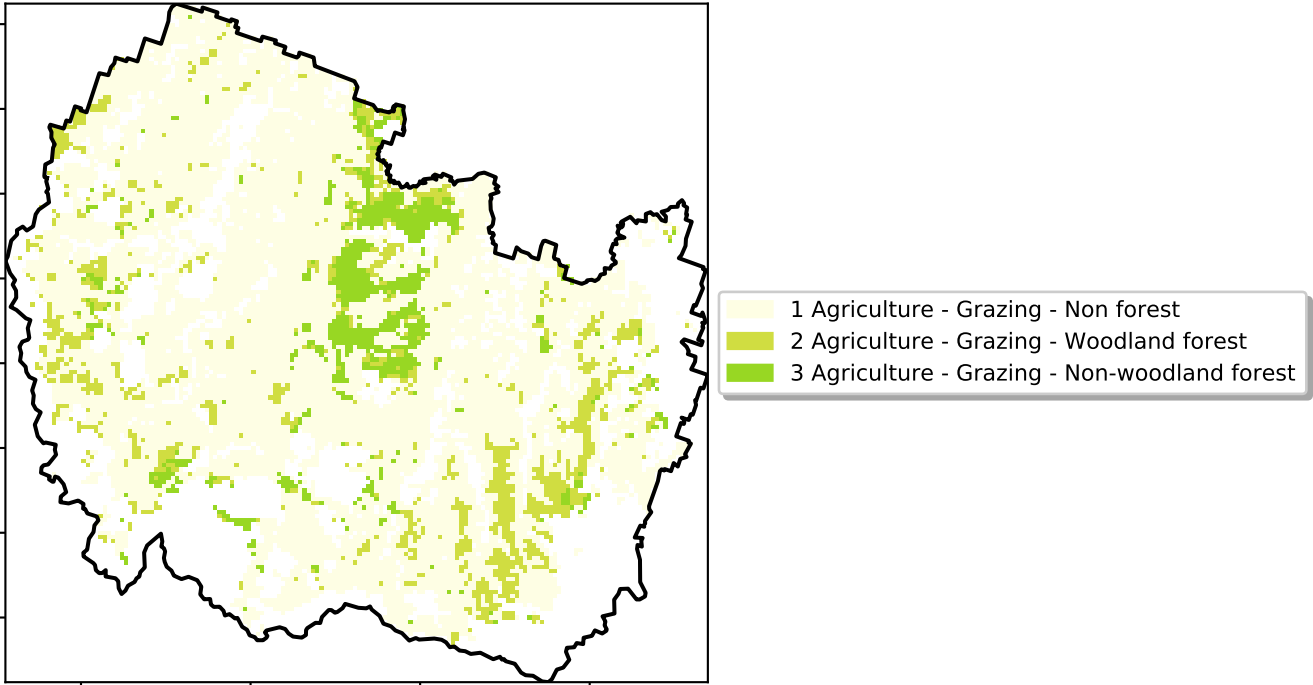 1 Agriculture - Grazing - Non forest
2 Agriculture - Grazing - Woodland forest
3 Agriculture - Grazing - Non-woodland forest